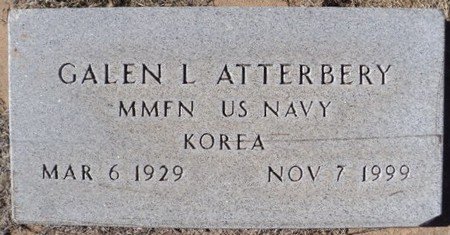 GALEN L ATTERBERY
MMFN US NAVY
KOREA
MAR 6 1929 NOV 7 1999